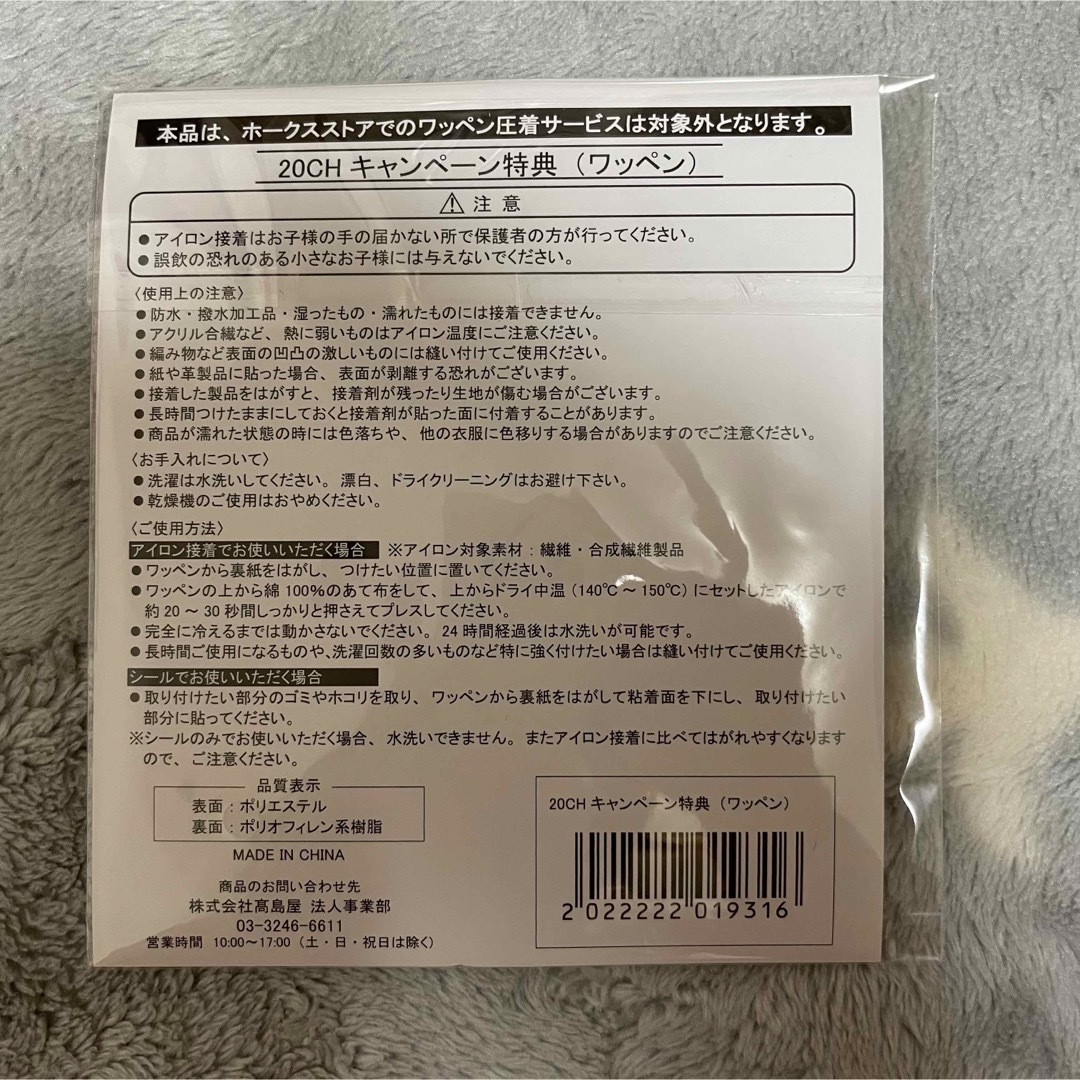 本品は、ホークスストアでのワッペン圧着サービスは対象外となります。
20CH キャンペーン特典（ワッペン）
⚠ 注 意
●アイロン接着はお子様の手の届かない所で保護者の方が行ってください。
●誤飲の恐れのある小さなお子様には与えないでください。
〈使用上の注意〉
●防水・撥水加工品・湿ったもの・濡れたものには接着できません。
●アクリル合繊など、熱に弱いものはアイロン温度にご注意ください。
●編み物など表面の凹凸の激しいものには縫い付けてご使用ください。
●紙や革製品に貼った場合、表面が剥離する恐れがございます。
●接着した製品をはがすと、接着剤が残ったり生地が傷む場合がございます。
●長時間つけたままにしておくと接着剤が貼った面に付着することがあります。
●商品が濡れた状態の時には色落ちや、他の衣服に色移りする場合がありますのでご注意ください。
〈お手入れについて〉
●洗濯は水洗いしてください。漂白、ドライクリーニングはお避け下さい。
●乾燥機のご使用はおやめください。
〈ご使用方法〉
アイロン接着でお使いいただく場合 ※アイロン対象素材：繊維・合成繊維製品
●ワッペンから裏紙をはがし、つけたい位置に置いてください。
●ワッペンの上から綿100%のあて布をして、上からドライ中温（140℃～150℃）にセットしたアイロンで
約20～30秒間しっかりと押さえてプレスしてください。
●完全に冷えるまでは動かさないでください。24時間経過後は水洗いが可能です。
●長時間ご使用になるものや、洗濯回数の多いものなど特に強く付けたい場合は縫い付けてご使用ください。
シールでお使いいただく場合
●取り付けたい部分のゴミやホコリを取り、ワッペンから裏紙をはがして粘着面を下にし、取り付けたい
部分に貼ってください。
※シールのみでお使いいただく場合、水洗いできません。またアイロン接着に比べてはがれやすくなります
ので、ご注意ください。
品質表示
表面：ポリエステル
裏面：ポリオフィレン系樹脂
MADE IN CHINA
商品のお問い合わせ先
株式会社髙島屋 法人事業部
03-3246-6611
営業時間 10:00～17:00（土・日・祝日は除く）
20CH キャンペーン特典（ワッペン）
2 022222 019316